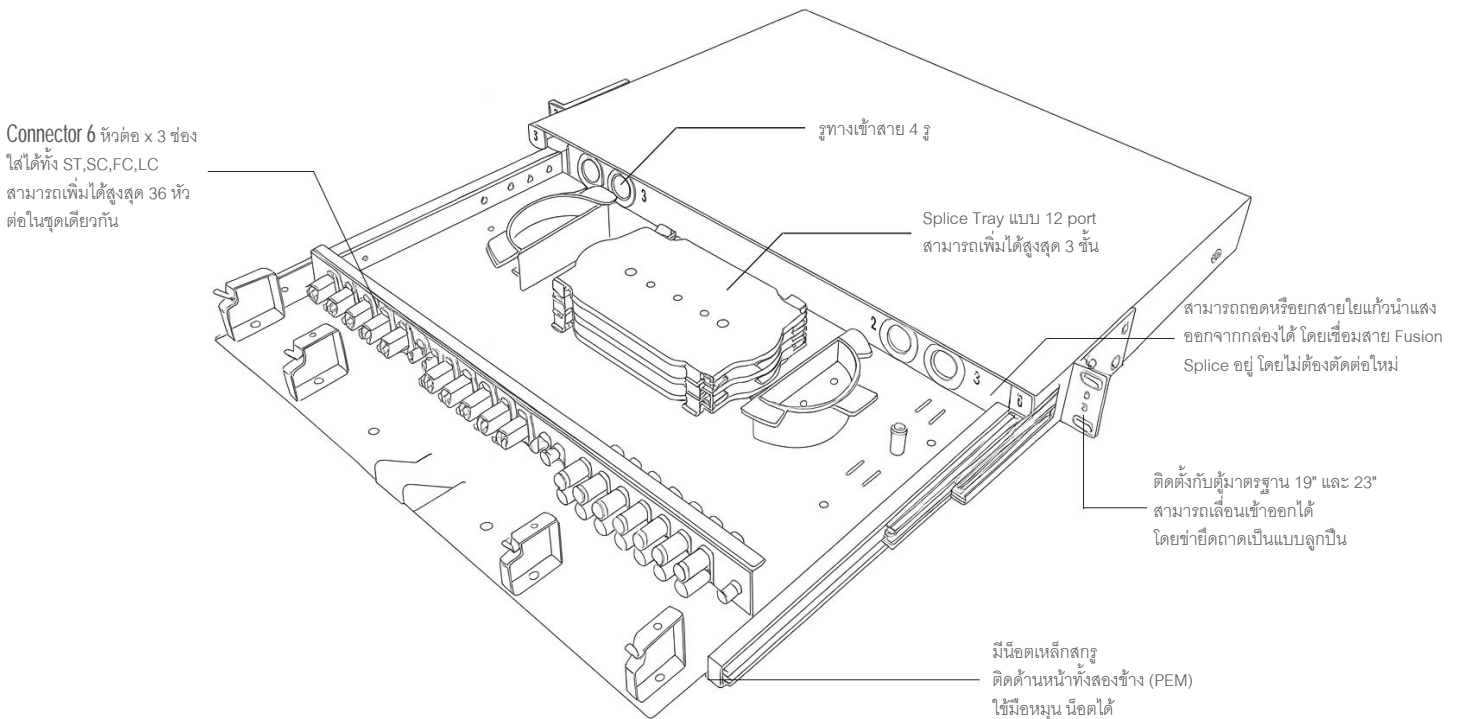 Connector 6 หัวต่อ x 3 ช่อง
ใส่ได้ทั้ง ST,SC,FC,LC
สามารถเพิ่มได้สูงสุด 36 หัว
ต่อในชุดเดียวกัน
รูทางเข้าสาย 4 รู
Splice Tray แบบ 12 port
สามารถเพิ่มได้สูงสุด 3 ชั้น
สามารถถอดหรือยกสายใยแก้วนำแสง
ออกจากกล่องได้ โดยเชื่อมสาย Fusion
Splice อยู่ โดยไม่ต้องตัดต่อใหม่
ติดตั้งกับตู้มาตรฐาน 19" และ 23"
สามารถเลื่อนเข้าออกได้
โดยขายึดถาดเป็นแบบลูกปืน
มีน็อตเหล็กสกรู
ติดด้านหน้าทั้งสองข้าง (PEM)
ใช้มือหมุน น็อตได้
3
3
2
3